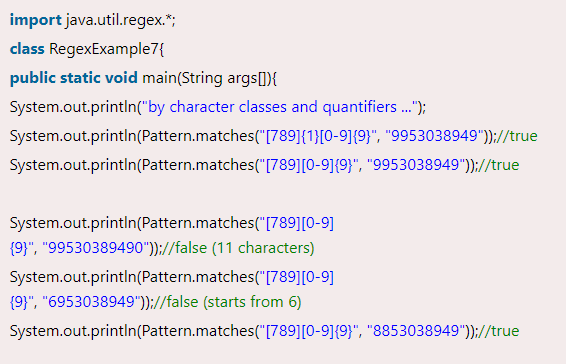 import java.util.regex.*;
class RegexExample7{
public static void main(String args[]){
System.out.println("by character classes and quantifiers ...");
System.out.println(Pattern.matches("[789]{1}[0-9]{9}", "9953038949"));//true
System.out.println(Pattern.matches("[789][0-9]{9}", "9953038949"));//true
System.out.println(Pattern.matches("[789][0-9]
{9}", "99530389490"));//false (11 characters)
System.out.println(Pattern.matches("[789][0-9]
{9}", "6953038949"));//false (starts from 6)
System.out.println(Pattern.matches("[789][0-9]{9}", "8853038949"));//true